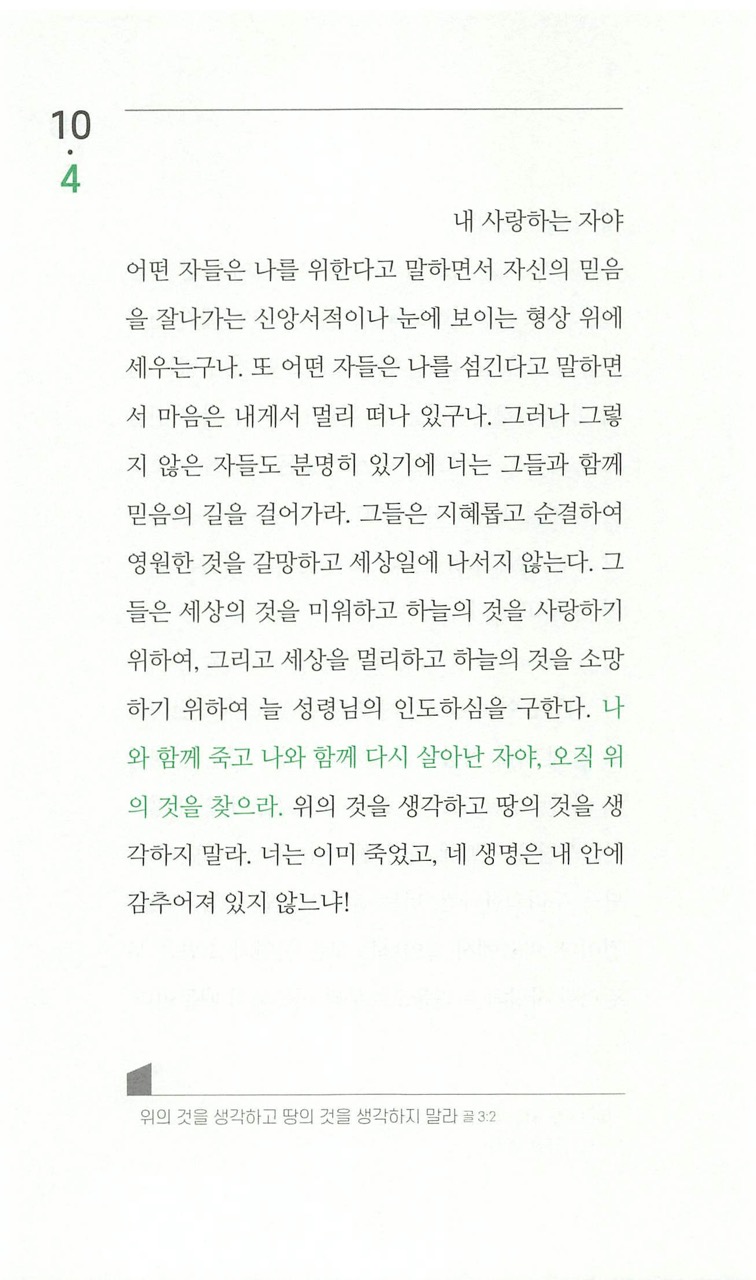 10
·
4
내 사랑하는 자야
어떤 자들은 나를 위한다고 말하면서 자신의 믿음
을 잘나가는 신앙서적이나 눈에 보이는 형상 위에
세우는구나. 또 어떤 자들은 나를 섬긴다고 말하면
서 마음은 내게서 멀리 떠나 있구나. 그러나 그렇
지 않은 자들도 분명히 있기에 너는 그들과 함께
믿음의 길을 걸어가라. 그들은 지혜롭고 순결하여
영원한 것을 갈망하고 세상일에 나서지 않는다. 그
들은 세상의 것을 미워하고 하늘의 것을 사랑하기
위하여, 그리고 세상을 멀리하고 하늘의 것을 소망
하기 위하여 늘 성령님의 인도하심을 구한다. 나
와 함께 죽고 나와 함께 다시 살아난 자야, 오직 위
의 것을 찾으라. 위의 것을 생각하고 땅의 것을 생
각하지 말라. 너는 이미 죽었고, 네 생명은 내 안에
감추어져 있지 않느냐!
위의 것을 생각하고 땅의 것을 생각하지 말라 골 3:2